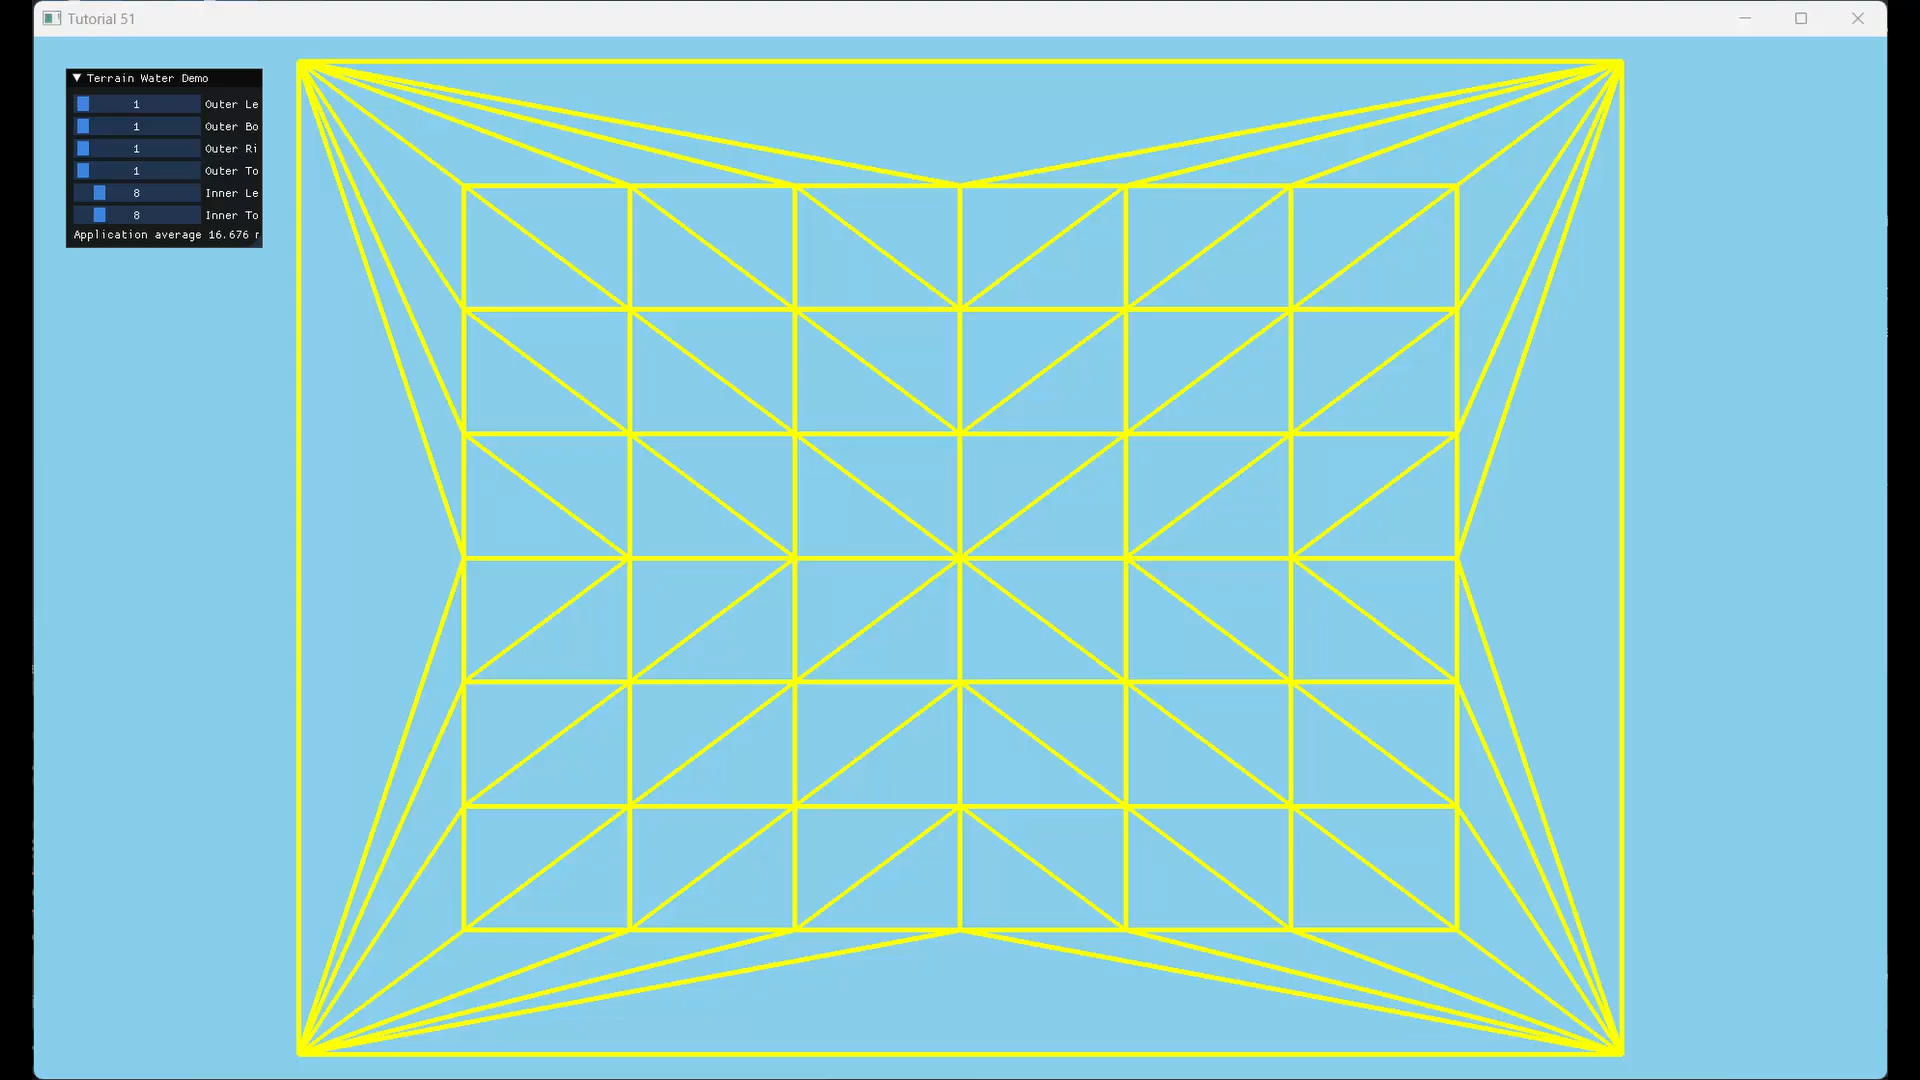 Tutorial 51
Terrain Water Demo
1 Outer Le
1 Outer Bo
1 Outer Ri
1 Outer To
8 Inner Le
8 Inner To
Application average 16.676